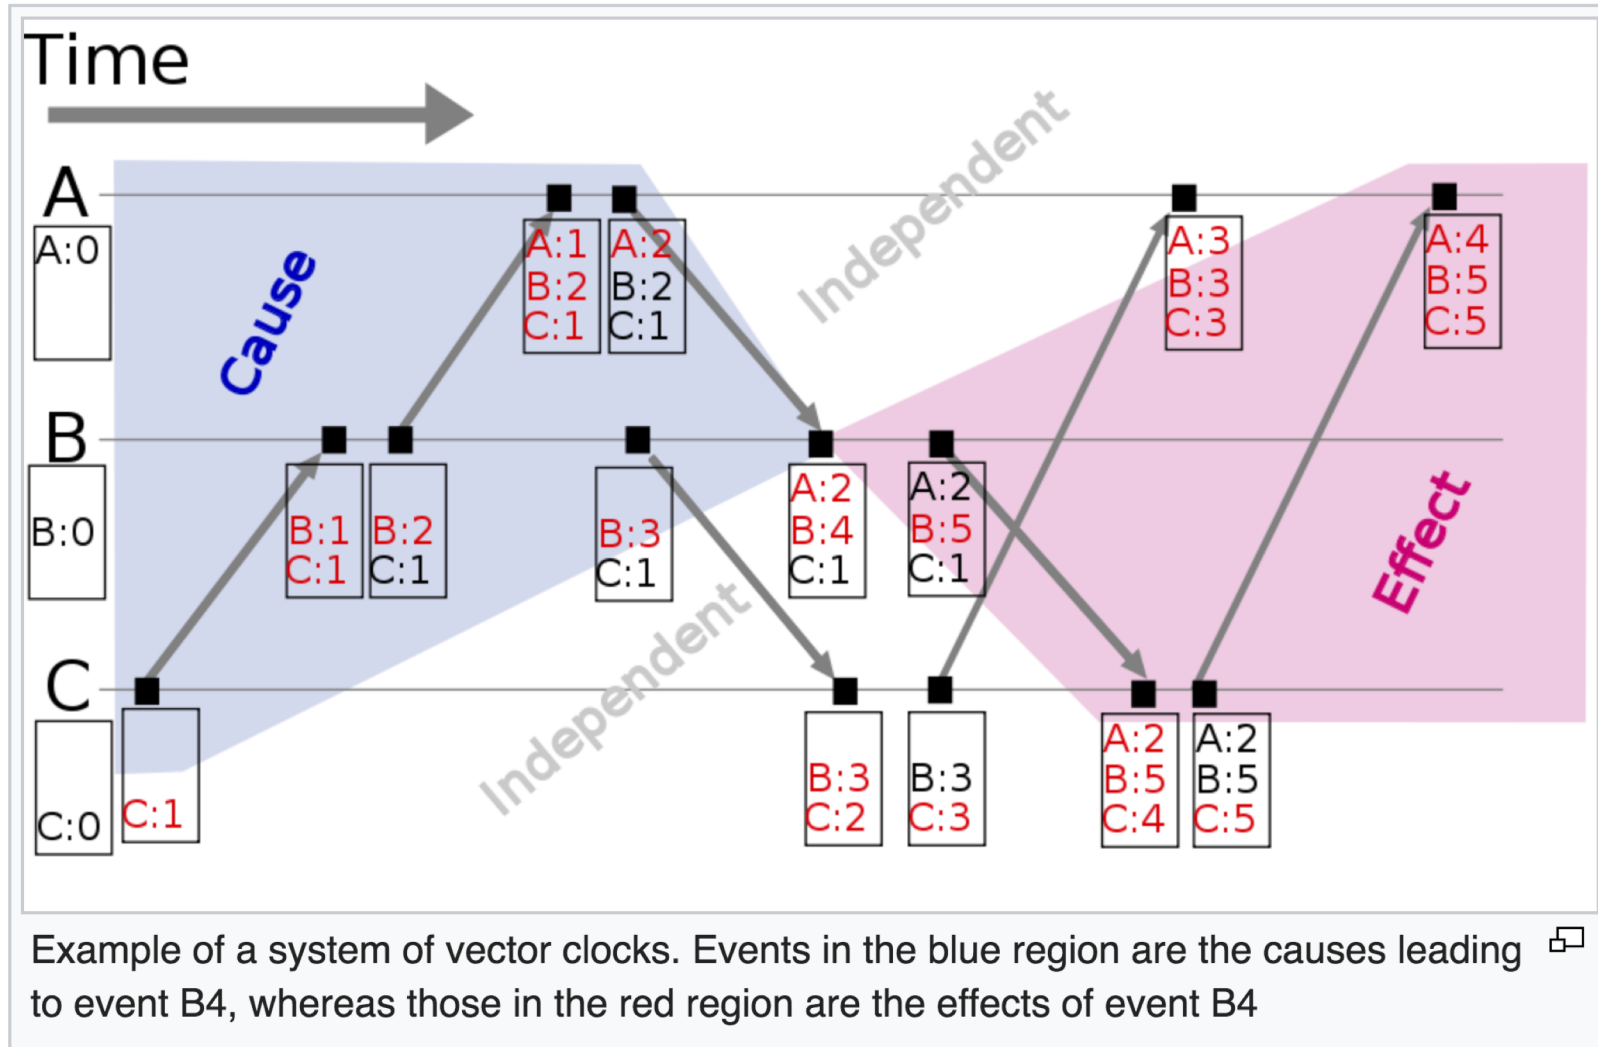 Time
Independent
A
A:0
Cause
A:1
B:2
C:1
A:2
B:2
C:1
A:3
B:3
C:3
A:4
B:5
C:5
B
B:0
B:1
C:1
B:2
C:1
B:3
C:1
A:2
B:4
C:1
A:2
B:5
C:1
Effect
Independent
C
C:0
C:1
B:3
C:2
B:3
C:3
A:2
B:5
C:4
A:2
B:5
C:5
Example of a system of vector clocks. Events in the blue region are the causes leading
to event B4, whereas those in the red region are the effects of event B4